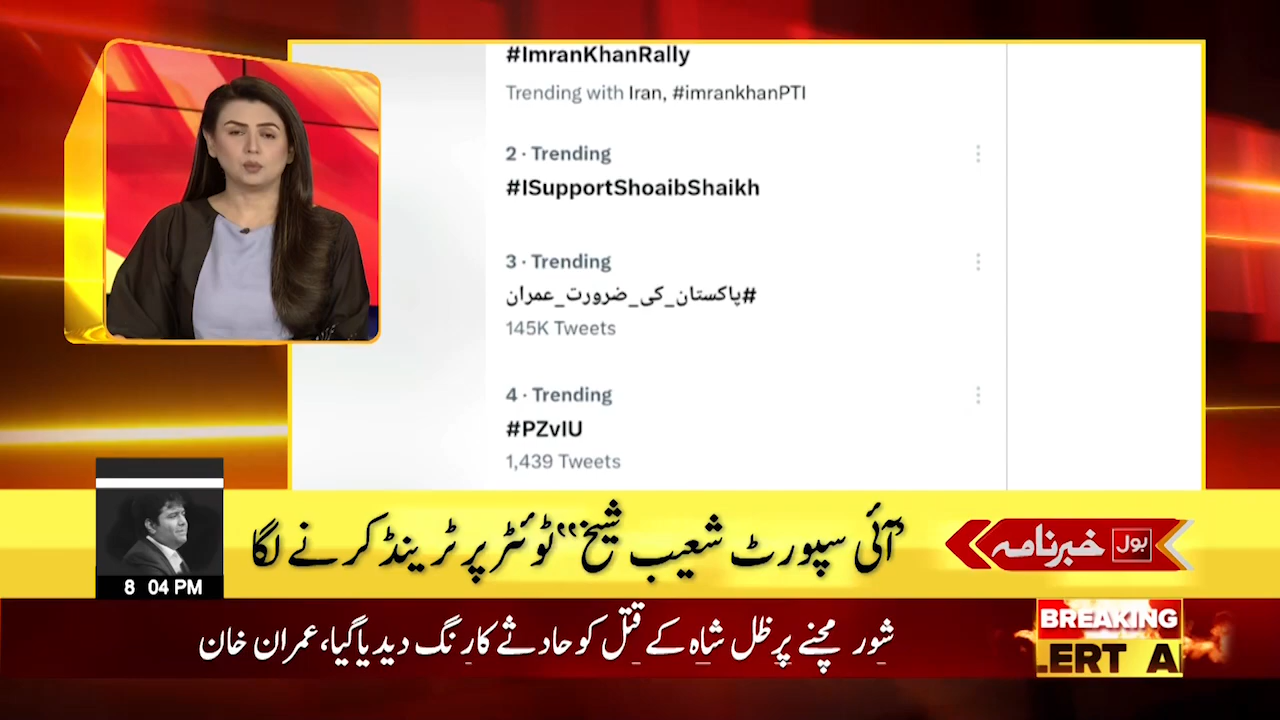 #ImranKhanRally
Trending with Iran, #imrankhanPTI
2 · Trending
#ISupportShoaibShaikh
3 · Trending
#پاکستان_کی_ضرورت_عمران
145K Tweets
4 · Trending
#PZvIU
1,439 Tweets
”آئی سپورٹ شعیب شیخ“ ٹوئٹر پر ٹرینڈ کرنے لگا
بول خبرنامہ
8 04 PM
شور مچنے پر ظل شاہ کے قتل کو حادثے کا رنگ دیدیا گیا، عمران خان
BREAKING
LERT A